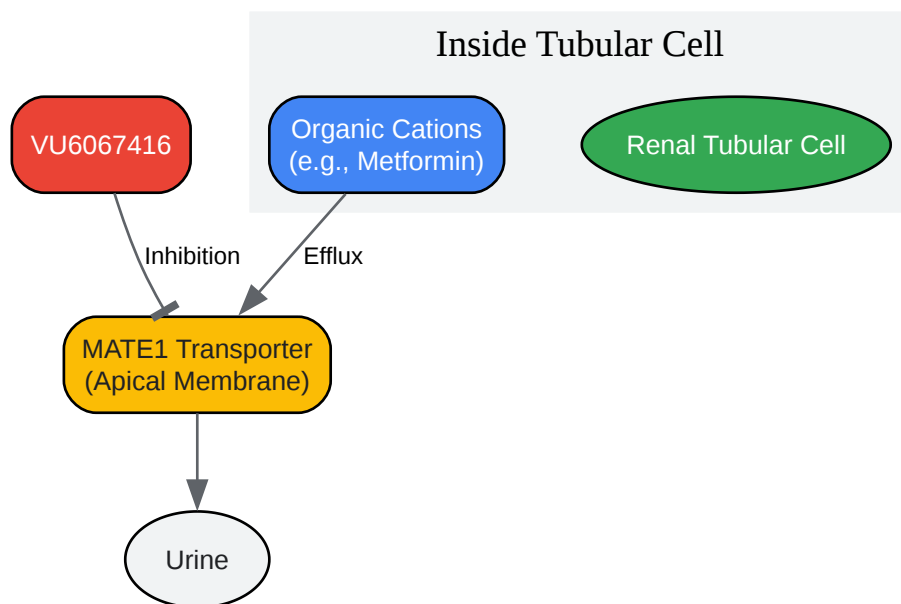 Inside Tubular Cell
VU6067416
Organic Cations
(e.g., Metformin)
Renal Tubular Cell
Inhibition
Efflux
MATE1 Transporter
(Apical Membrane)
Urine